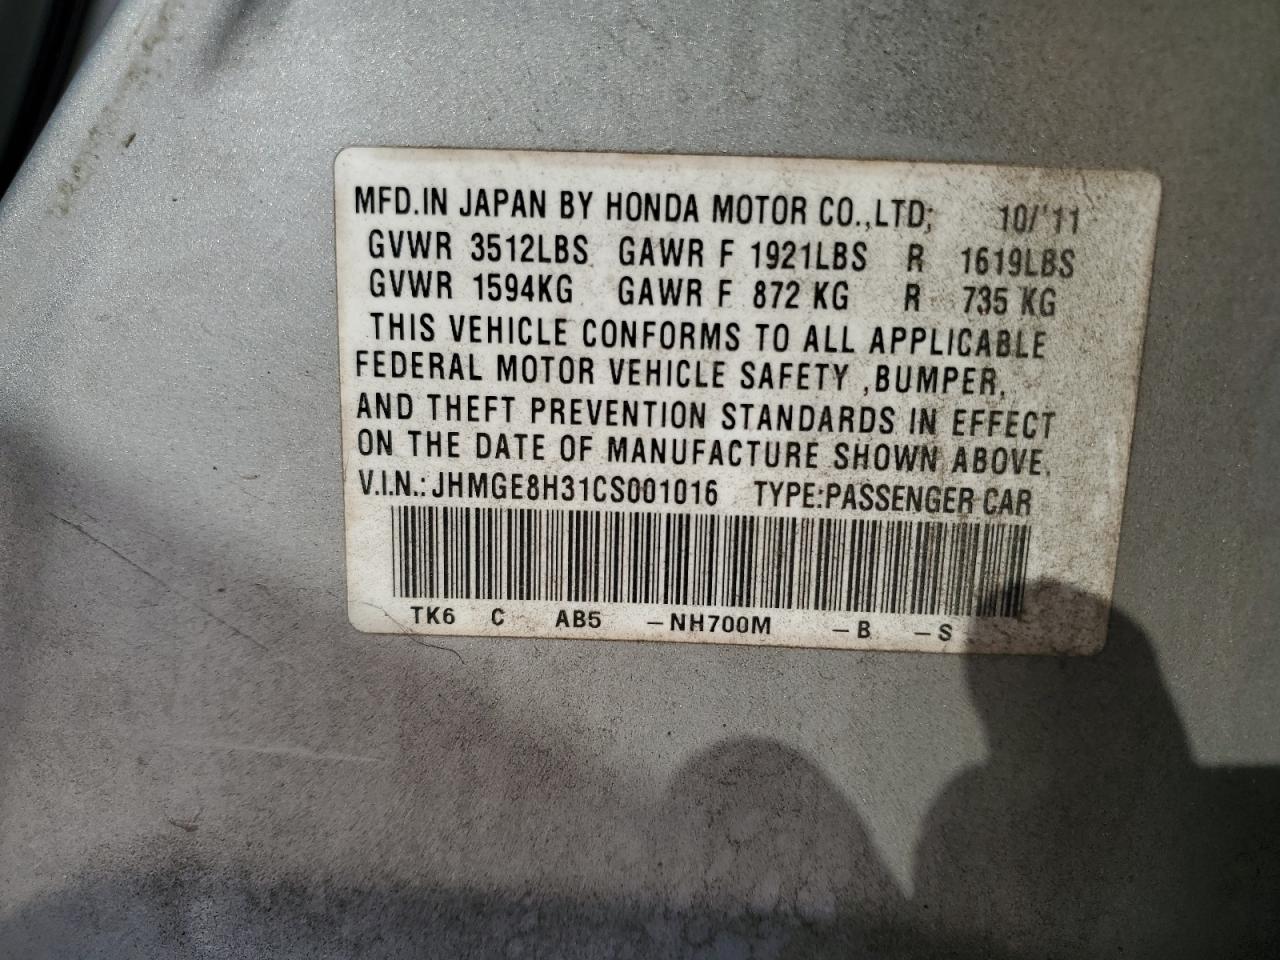 MFD.IN JAPAN BY HONDA MOTOR CO.,LTD; 10/'11
GVWR 3512LBS GAWR F 1921LBS R 1619LBS
GVWR 1594KG GAWR F 872 KG R 735 KG
THIS VEHICLE CONFORMS TO ALL APPLICABLE
FEDERAL MOTOR VEHICLE SAFETY ,BUMPER,
AND THEFT PREVENTION STANDARDS IN EFFECT
ON THE DATE OF MANUFACTURE SHOWN ABOVE.
V.I.N.: JHMGE8H31CS001016 TYPE:PASSENGER CAR
TK6 C AB5 -NH700M -B -S